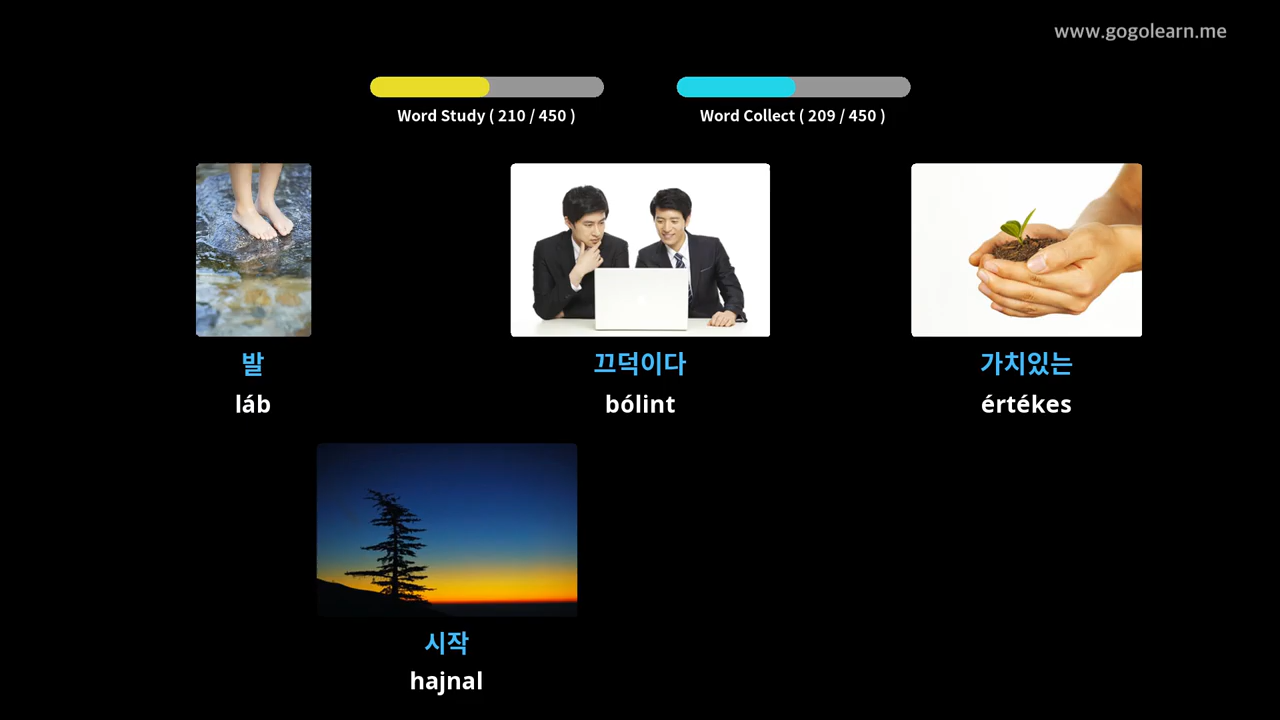 www.gogolearn.me
Word Study ( 210 / 450 )
Word Collect ( 209 / 450 )
발
láb
끄덕이다
bólint
가치있는
értékes
시작
hajnal